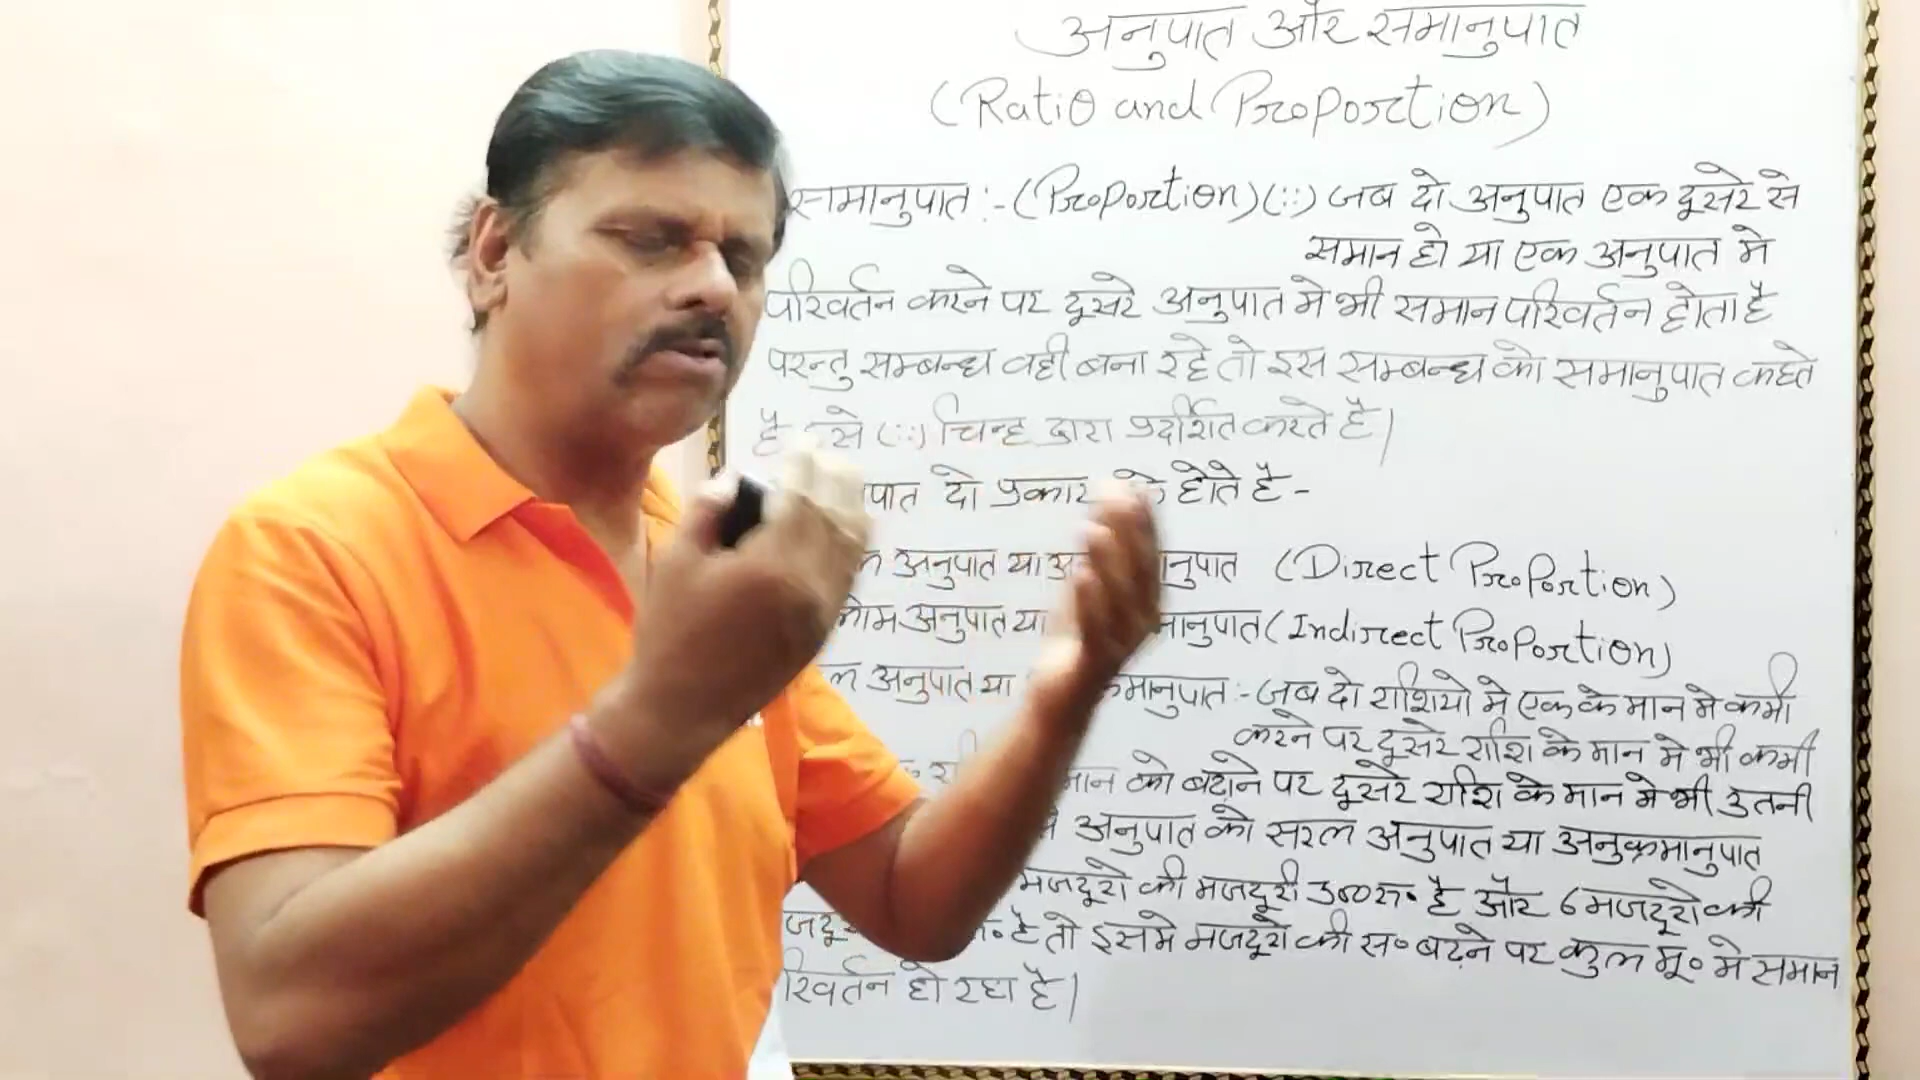 अनुपात और समानुपात
(Ratio and Proportion)
समानुपात :- (Proportion) (::) जब दो अनुपात एक दूसरे से
समान हो या एक अनुपात मे
परिवर्तन करने पर दूसरे अनुपात मे भी समान परिवर्तन होता है
परन्तु सम्बन्ध वही बना रहे तो इस सम्बन्ध को समानुपात कहते
है से (::) चिन्ह द्वारा प्रदर्शित करते है।
पात दो प्रकार के होते है -
अनुपात या (Direct Proportion)
अनुपात या (Indirect Proportion)
अनुपात या :- जब दो राशियो मे एक के मान मे कमी
करने पर दूसरे राशि के मान मे भी कमी
मान को बढ़ाने पर दूसरे राशि के मान मे भी उतनी
अनुपात को सरल अनुपात या अनुक्रमानुपात
मजदूरो की मजदूरी 300रु॰ है और 6 मजदूरो की
है तो इसमे मजदूरो की स॰ बढ़ने पर कुल मू॰ मे समान
हो रहा है।